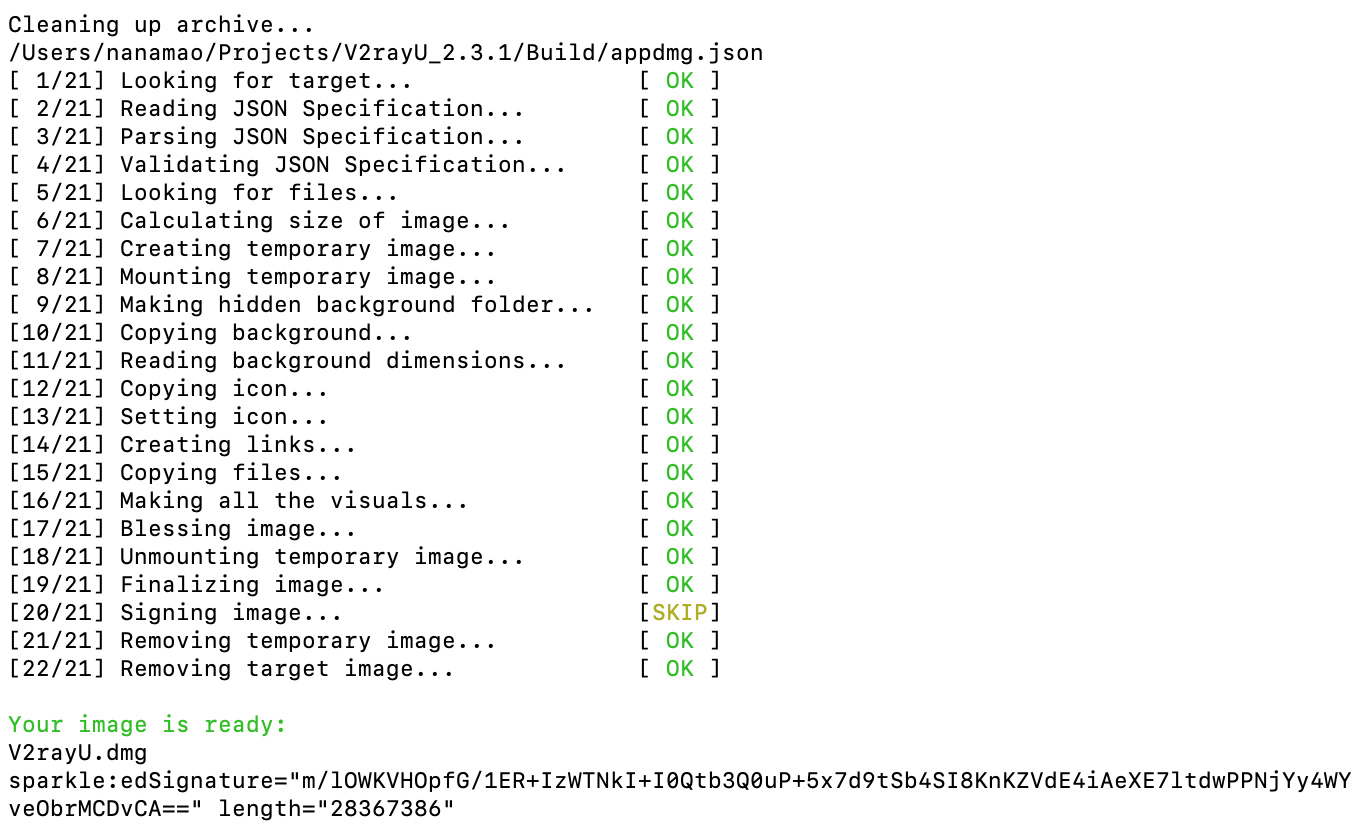 Cleaning up archive...
/Users/nanamao/Projects/V2rayU_2.3.1/Build/appdmg.json
[ 1/21] Looking for target...                [ OK ]
[ 2/21] Reading JSON Specification...        [ OK ]
[ 3/21] Parsing JSON Specification...        [ OK ]
[ 4/21] Validating JSON Specification...     [ OK ]
[ 5/21] Looking for files...                 [ OK ]
[ 6/21] Calculating size of image...         [ OK ]
[ 7/21] Creating temporary image...          [ OK ]
[ 8/21] Mounting temporary image...          [ OK ]
[ 9/21] Making hidden background folder...   [ OK ]
[10/21] Copying background...                [ OK ]
[11/21] Reading background dimensions...     [ OK ]
[12/21] Copying icon...                      [ OK ]
[13/21] Setting icon...                      [ OK ]
[14/21] Creating links...                    [ OK ]
[15/21] Copying files...                     [ OK ]
[16/21] Making all the visuals...            [ OK ]
[17/21] Blessing image...                    [ OK ]
[18/21] Unmounting temporary image...        [ OK ]
[19/21] Finalizing image...                  [ OK ]
[20/21] Signing image...                     [SKIP]
[21/21] Removing temporary image...          [ OK ]
[22/21] Removing target image...             [ OK ]
Your image is ready:
V2rayU.dmg
sparkle:edSignature="m/lOWKVHOpfG/1ER+IzWTNkI+I0Qtb3Q0uP+5x7d9tSb4SI8KnKZVdE4iAeXE7ltdwPPNjYy4WY
veObrMCDvCA==" length="28367386"